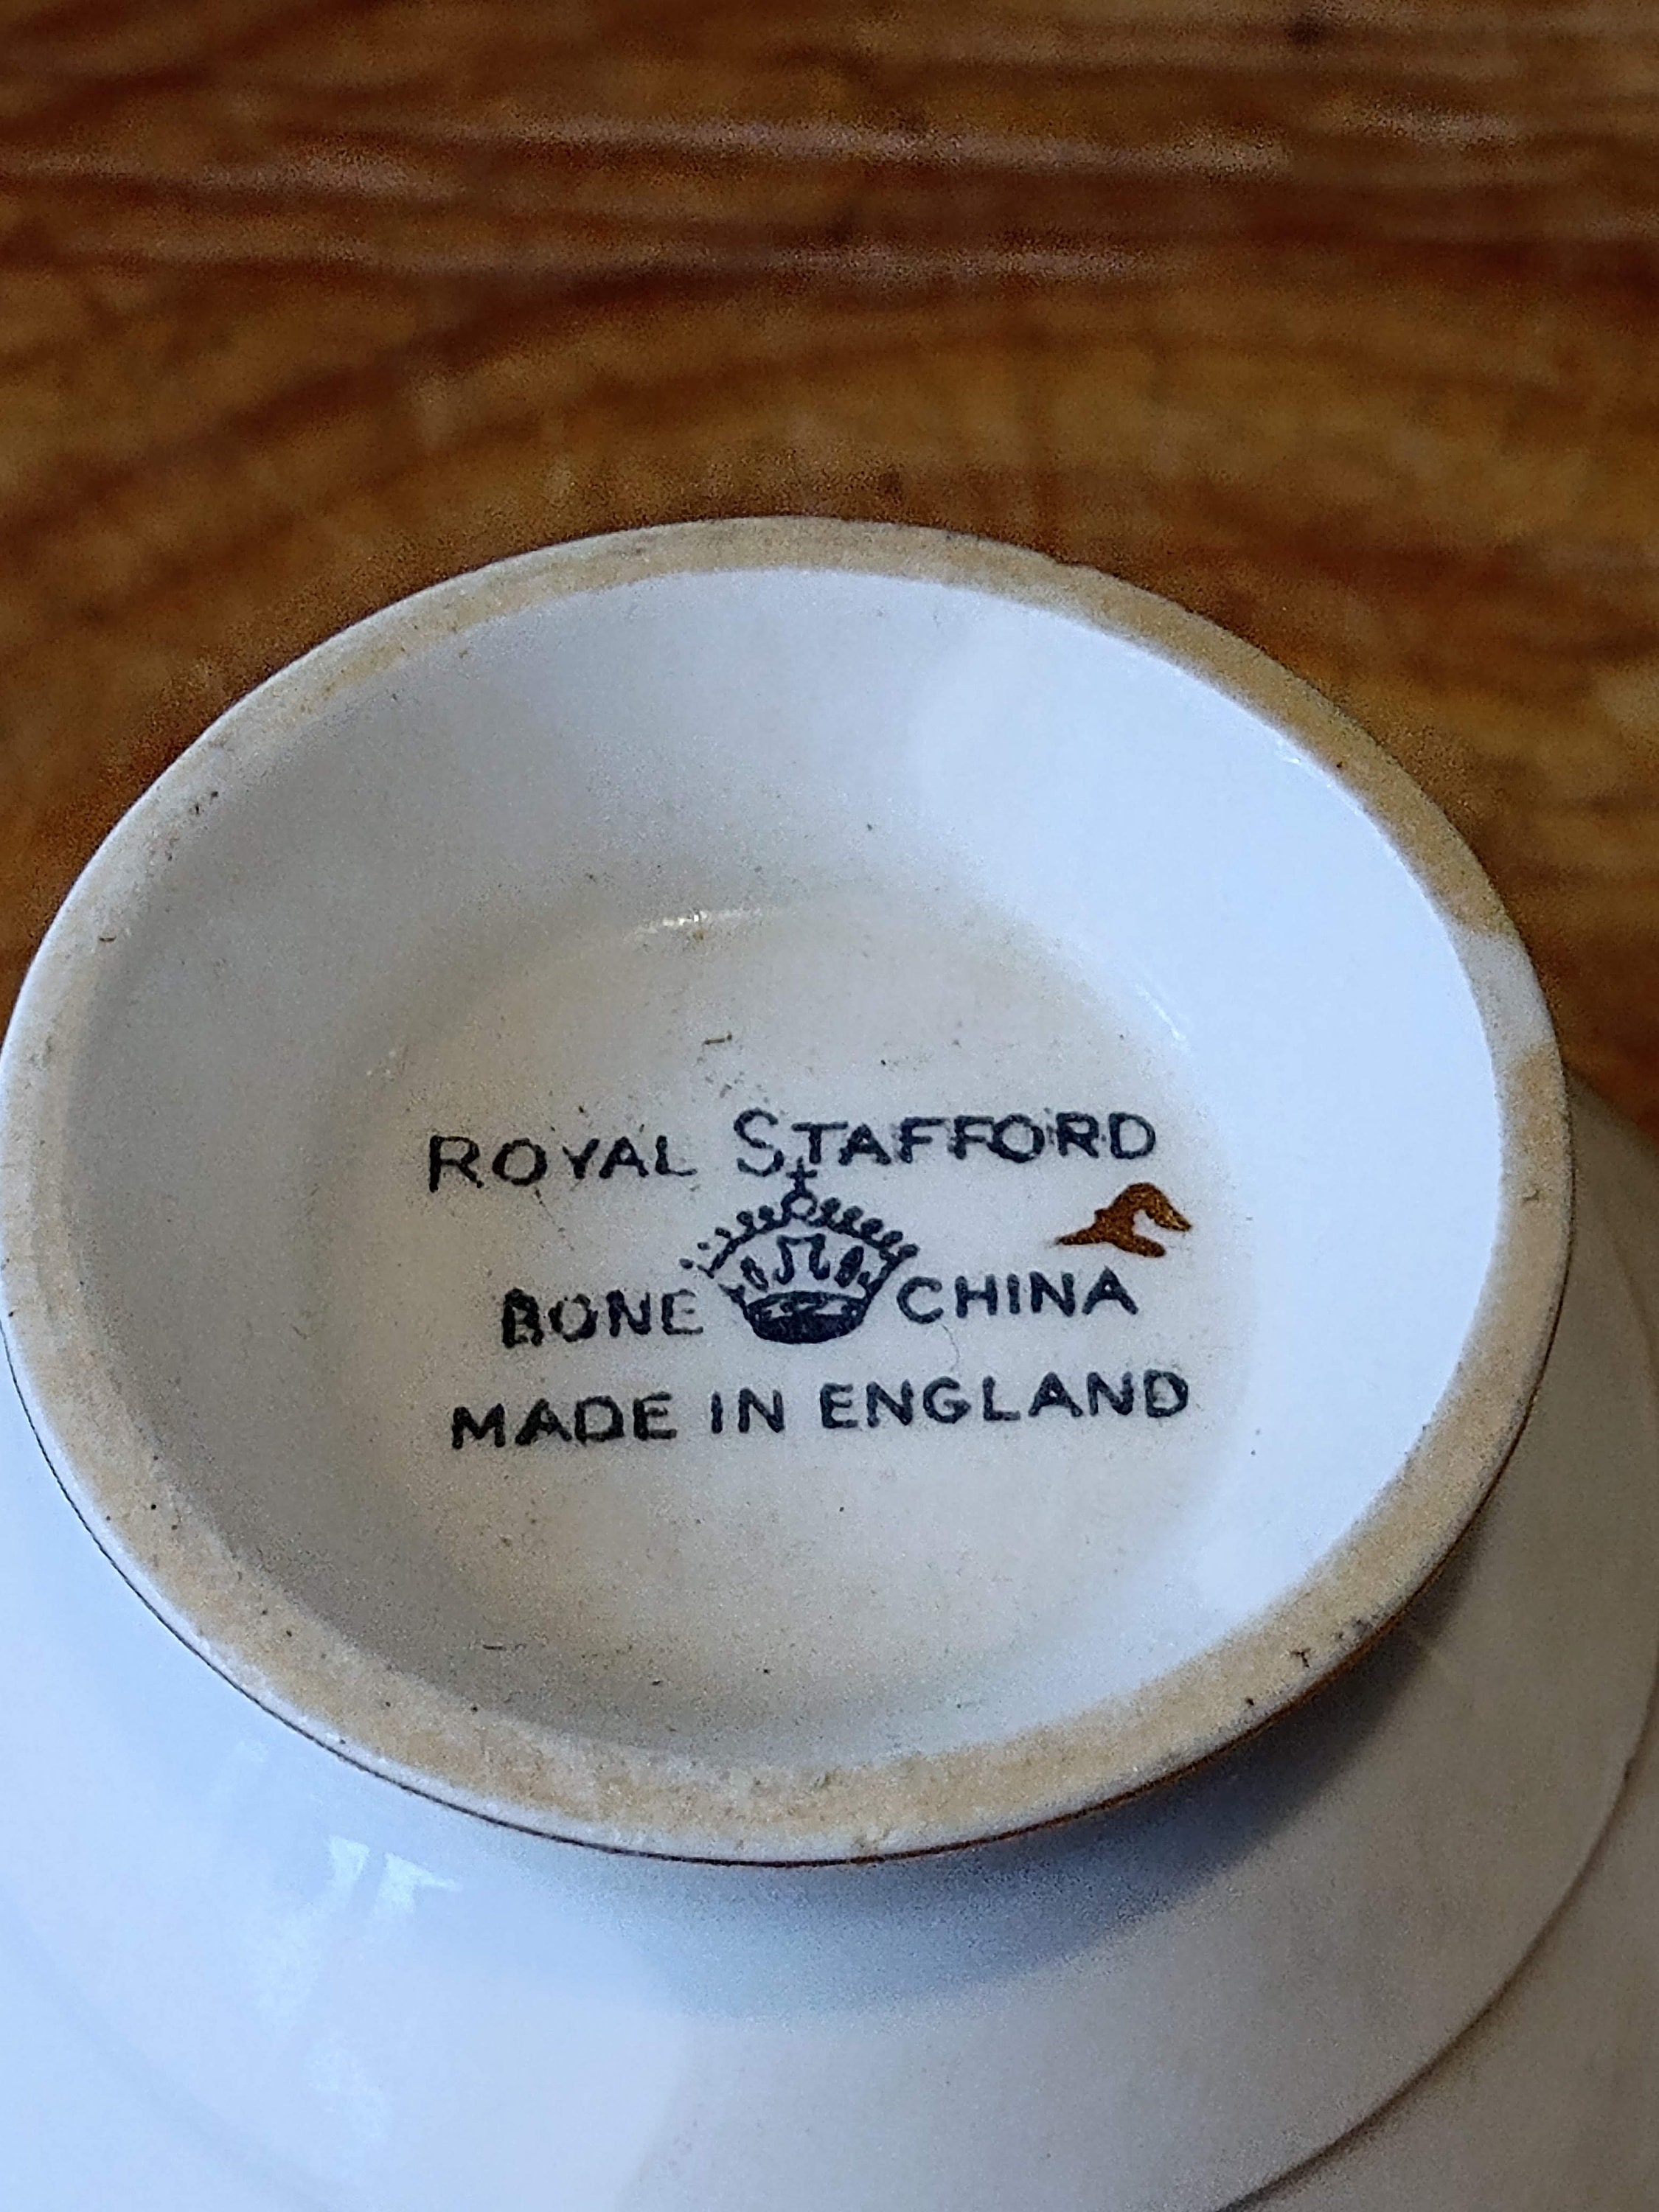 ROYAL STAFFORD
BONE CHINA
MADE IN ENGLAND